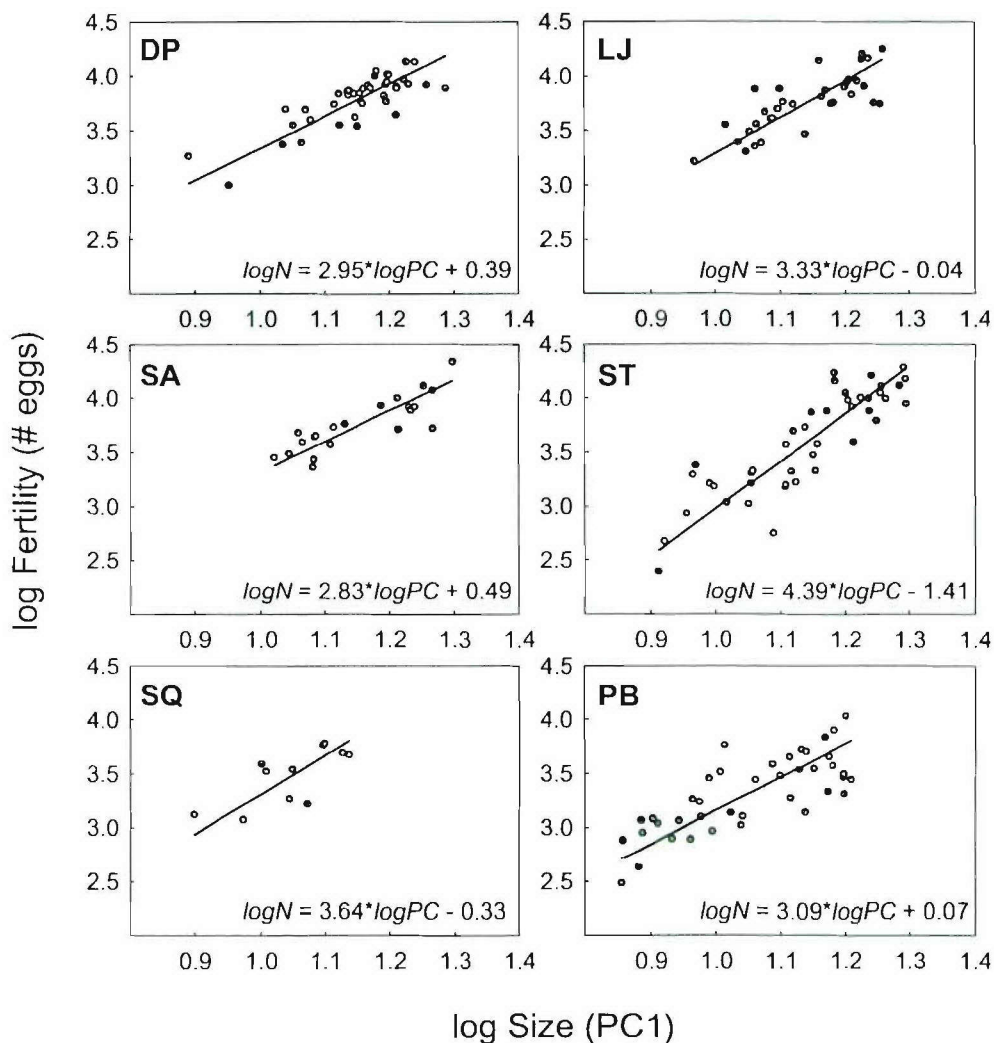 4.5
4.0
3.5
3.0
2.5
DP
logN = 2.95*logPC + 0.39
0.9 1.0 1.1 1.2 1.3 1.4
4.5
4.0
3.5
3.0
2.5
LJ
logN = 3.33*logPC - 0.04
0.9 1.0 1.1 1.2 1.3 1.4
log Fertility (# eggs)
4.5
4.0
3.5
3.0
2.5
SA
logN = 2.83*logPC + 0.49
0.9 1.0 1.1 1.2 1.3 1.4
4.5
4.0
3.5
3.0
2.5
ST
logN = 4.39*logPC - 1.41
0.9 1.0 1.1 1.2 1.3 1.4
4.5
4.0
3.5
3.0
2.5
SQ
logN = 3.64*logPC - 0.33
0.9 1.0 1.1 1.2 1.3 1.4
4.5
4.0
3.5
3.0
2.5
PB
logN = 3.09*logPC + 0.07
0.9 1.0 1.1 1.2 1.3 1.4
log Size (PC1)